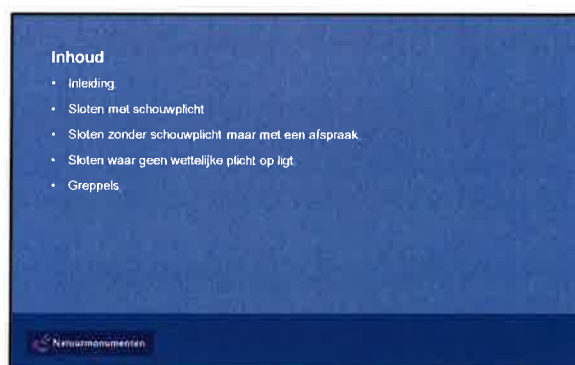 Inhoud
• Inleiding
• Sloten met schouwplicht
• Sloten zonder schouwplicht maar met een afspraak
• Sloten waar geen wettelijke plicht op ligt
• Greppels
Natuurmonumenten